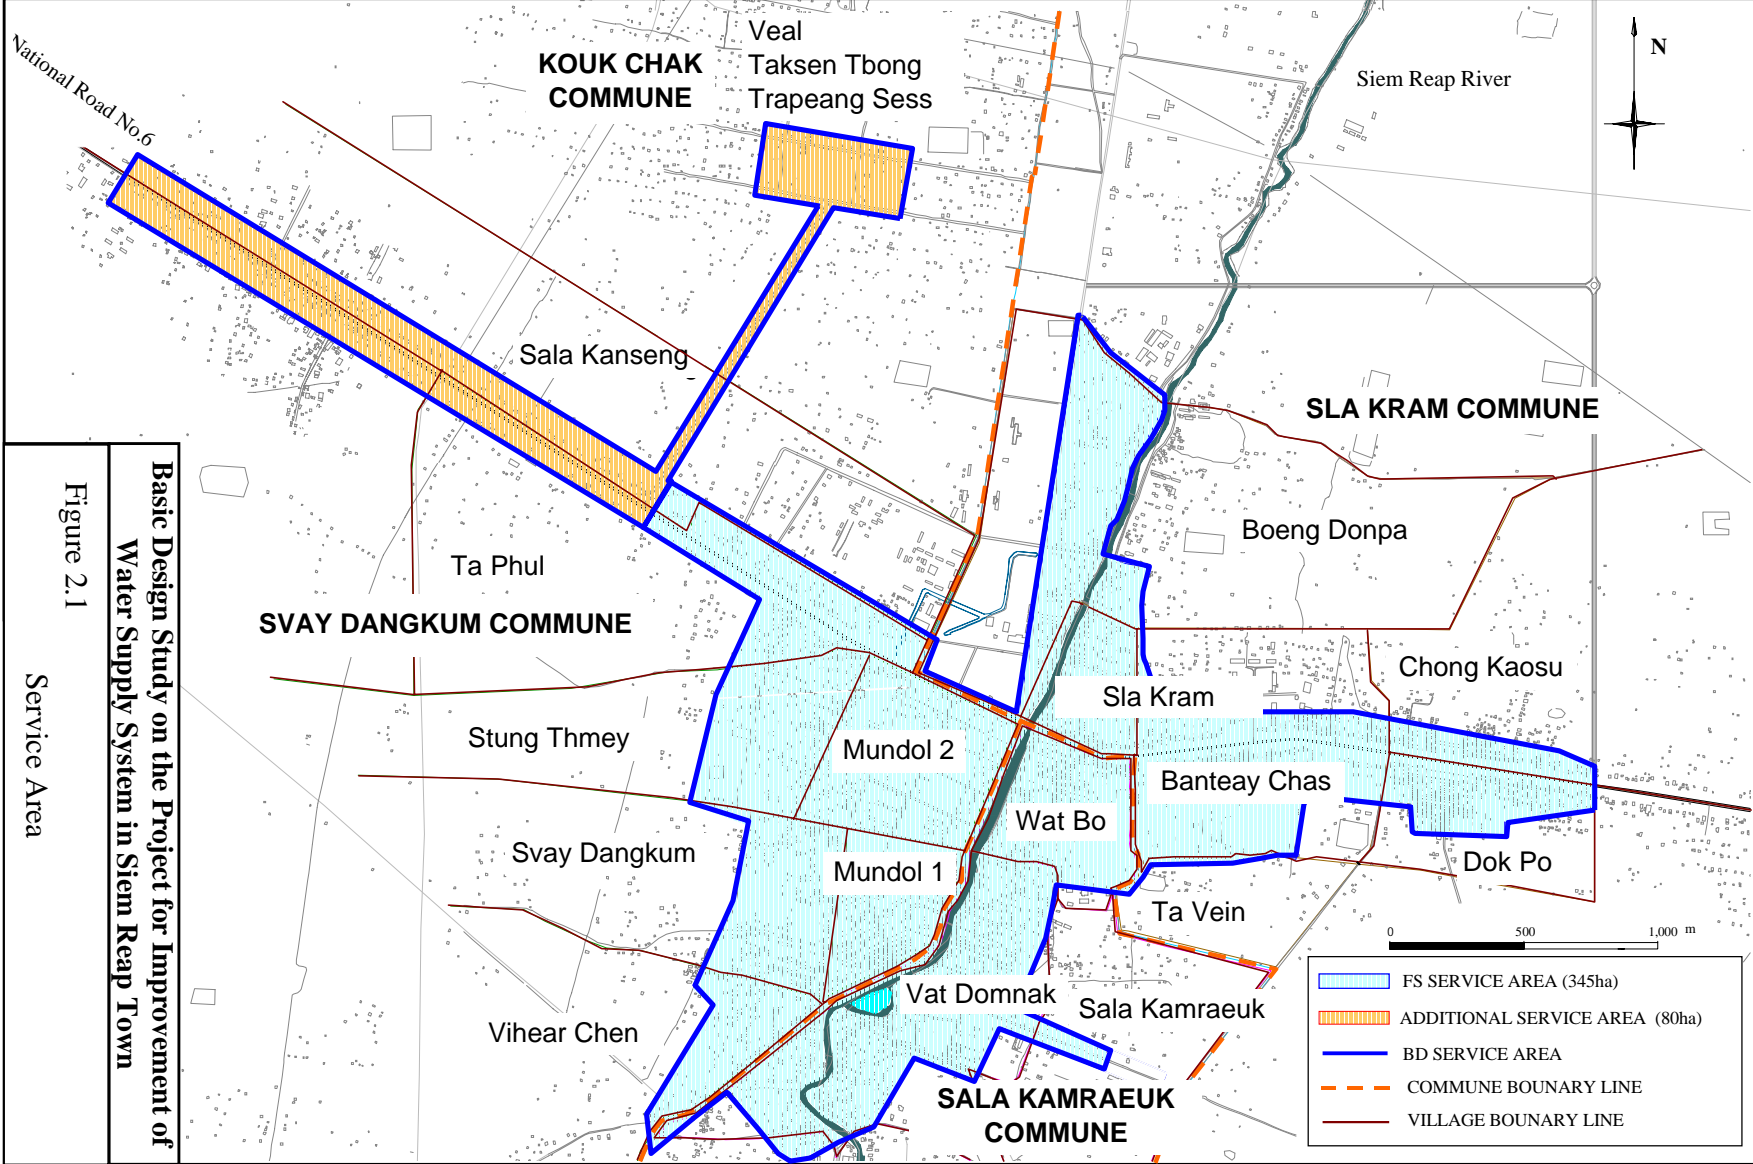 National Road No.6
KOUK CHAK
COMMUNE
Veal
Taksen Tbong
Trapeang Sess
Siem Reap River
N
Sala Kanseng
SLA KRAM COMMUNE
Boeng Donpa
Ta Phul
SVAY DANGKUM COMMUNE
Chong Kaosu
Sla Kram
Stung Thmey
Mundol 2
Banteay Chas
Wat Bo
Svay Dangkum
Mundol 1
Dok Po
Ta Vein
Vat Domnak
Sala Kamraeuk
Vihear Chen
SALA KAMRAEUK
COMMUNE
0 500 1,000 m
FS SERVICE AREA (345ha)
ADDITIONAL SERVICE AREA (80ha)
BD SERVICE AREA
COMMUNE BOUNARY LINE
VILLAGE BOUNARY LINE
Basic Design Study on the Project for Improvement of
Water Supply System in Siem Reap Town
Figure 2.1
Service Area